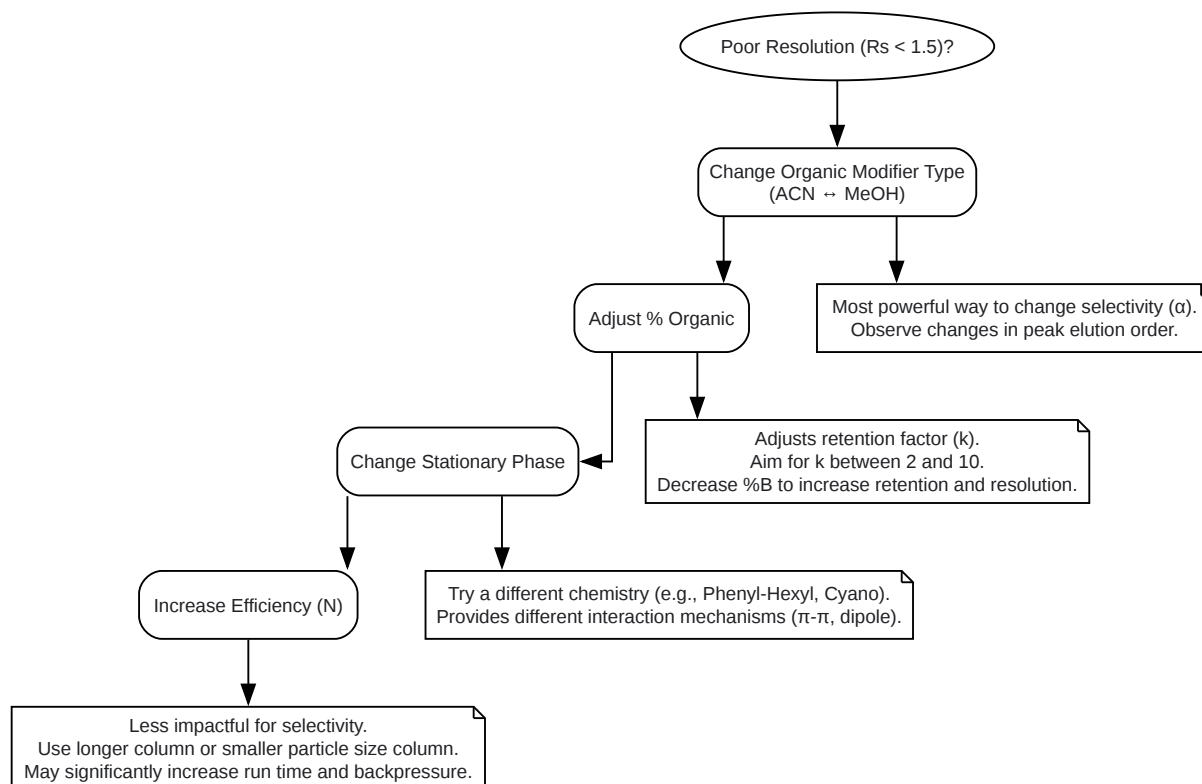 Poor Resolution (Rs < 1.5)?
Change Organic Modifier Type
(ACN ↔ MeOH)
Adjust % Organic
Most powerful way to change selectivity (α).
Observe changes in peak elution order.
Change Stationary Phase
Adjusts retention factor (k).
Aim for k between 2 and 10.
Decrease %B to increase retention and resolution.
Increase Efficiency (N)
Try a different chemistry (e.g., Phenyl-Hexyl, Cyano).
Provides different interaction mechanisms (π-π, dipole).
Less impactful for selectivity.
Use longer column or smaller particle size column.
May significantly increase run time and backpressure.